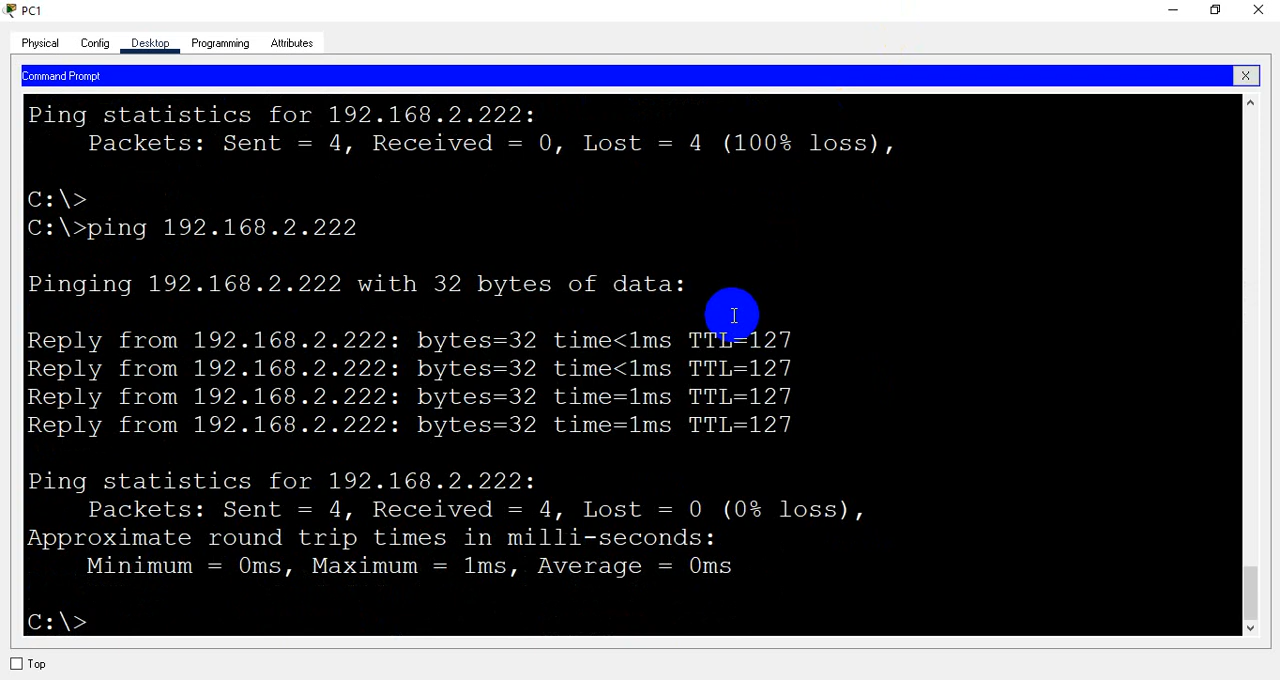 PC1
Physical Config Desktop Programming Attributes
Command Prompt X
Ping statistics for 192.168.2.222:
Packets: Sent = 4, Received = 0, Lost = 4 (100% loss),
C:\>
C:\>ping 192.168.2.222
Pinging 192.168.2.222 with 32 bytes of data:
Reply from 192.168.2.222: bytes=32 time<1ms TTL=127
Reply from 192.168.2.222: bytes=32 time<1ms TTL=127
Reply from 192.168.2.222: bytes=32 time=1ms TTL=127
Reply from 192.168.2.222: bytes=32 time=1ms TTL=127
Ping statistics for 192.168.2.222:
Packets: Sent = 4, Received = 4, Lost = 0 (0% loss),
Approximate round trip times in milli-seconds:
Minimum = 0ms, Maximum = 1ms, Average = 0ms
C:\>
Top